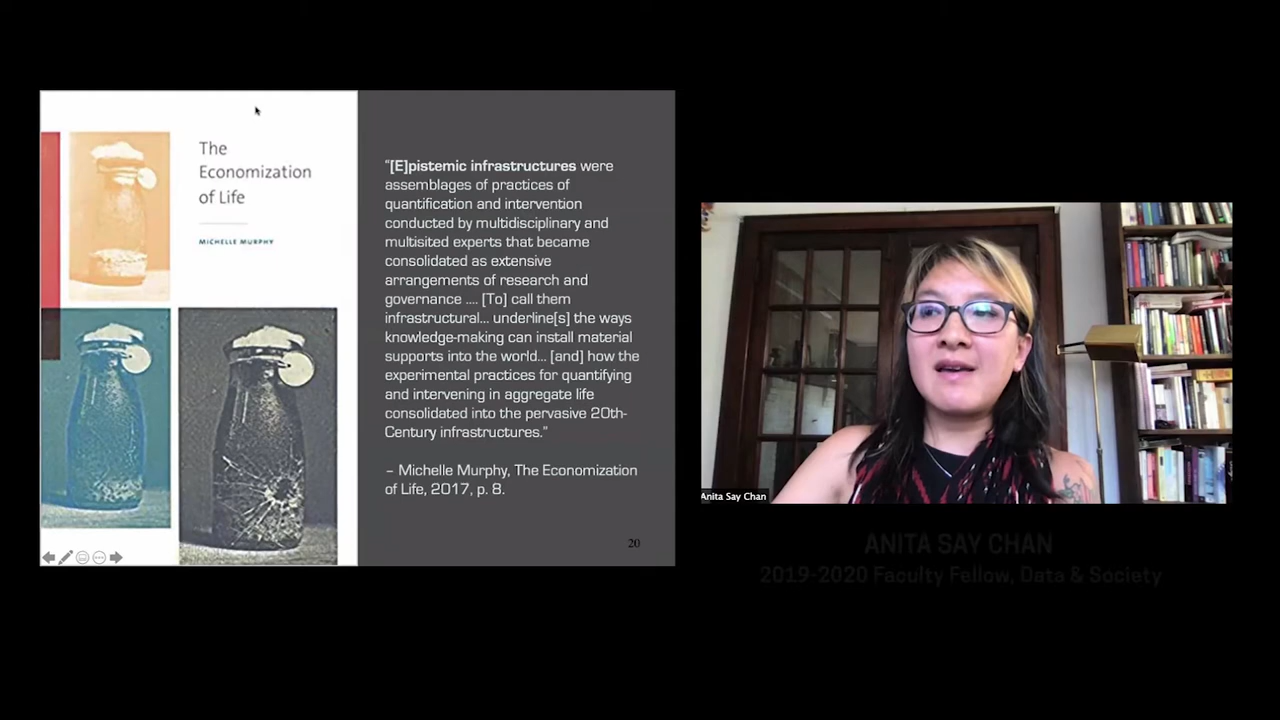 The
Economization
of Life
MICHELLE MURPHY
“[E]pistemic infrastructures were
assemblages of practices of
quantification and intervention
conducted by multidisciplinary and
multisited experts that became
consolidated as extensive
arrangements of research and
governance .... [To] call them
infrastructural... underline[s] the ways
knowledge-making can install material
supports into the world... [and] how the
experimental practices for quantifying
and intervening in aggregate life
consolidated into the pervasive 20th-
Century infrastructures.”
– Michelle Murphy, The Economization
of Life, 2017, p. 8.
20
Anita Say Chan
ANITA SAY CHAN
2019-2020 Faculty Fellow, Data & Society